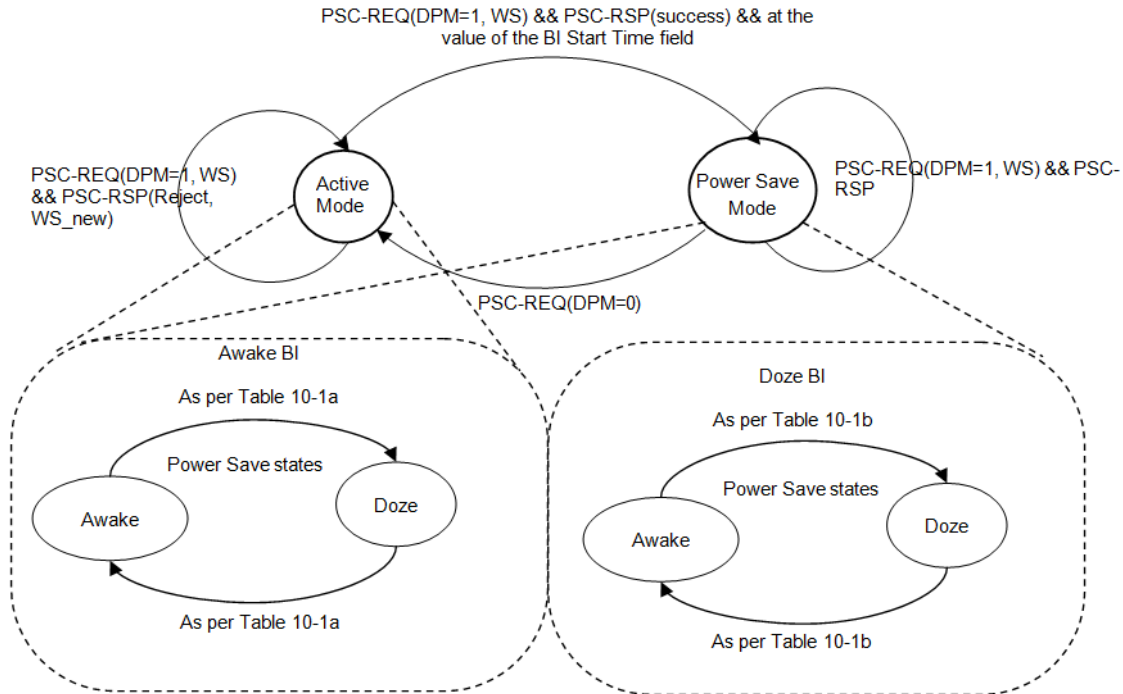 PSC-REQ(DPM=1, WS) && PSC-RSP(success) && at the
value of the BI Start Time field
PSC-REQ(DPM=1, WS)
&& PSC-RSP(Reject,
WS_new)
Active
Mode
Power Save
Mode
PSC-REQ(DPM=1, WS) && PSC-
RSP
PSC-REQ(DPM=0)
Awake BI
As per Table 10-1a
Power Save states
Awake
Doze
As per Table 10-1a
Doze BI
As per Table 10-1b
Power Save states
Awake
Doze
As per Table 10-1b